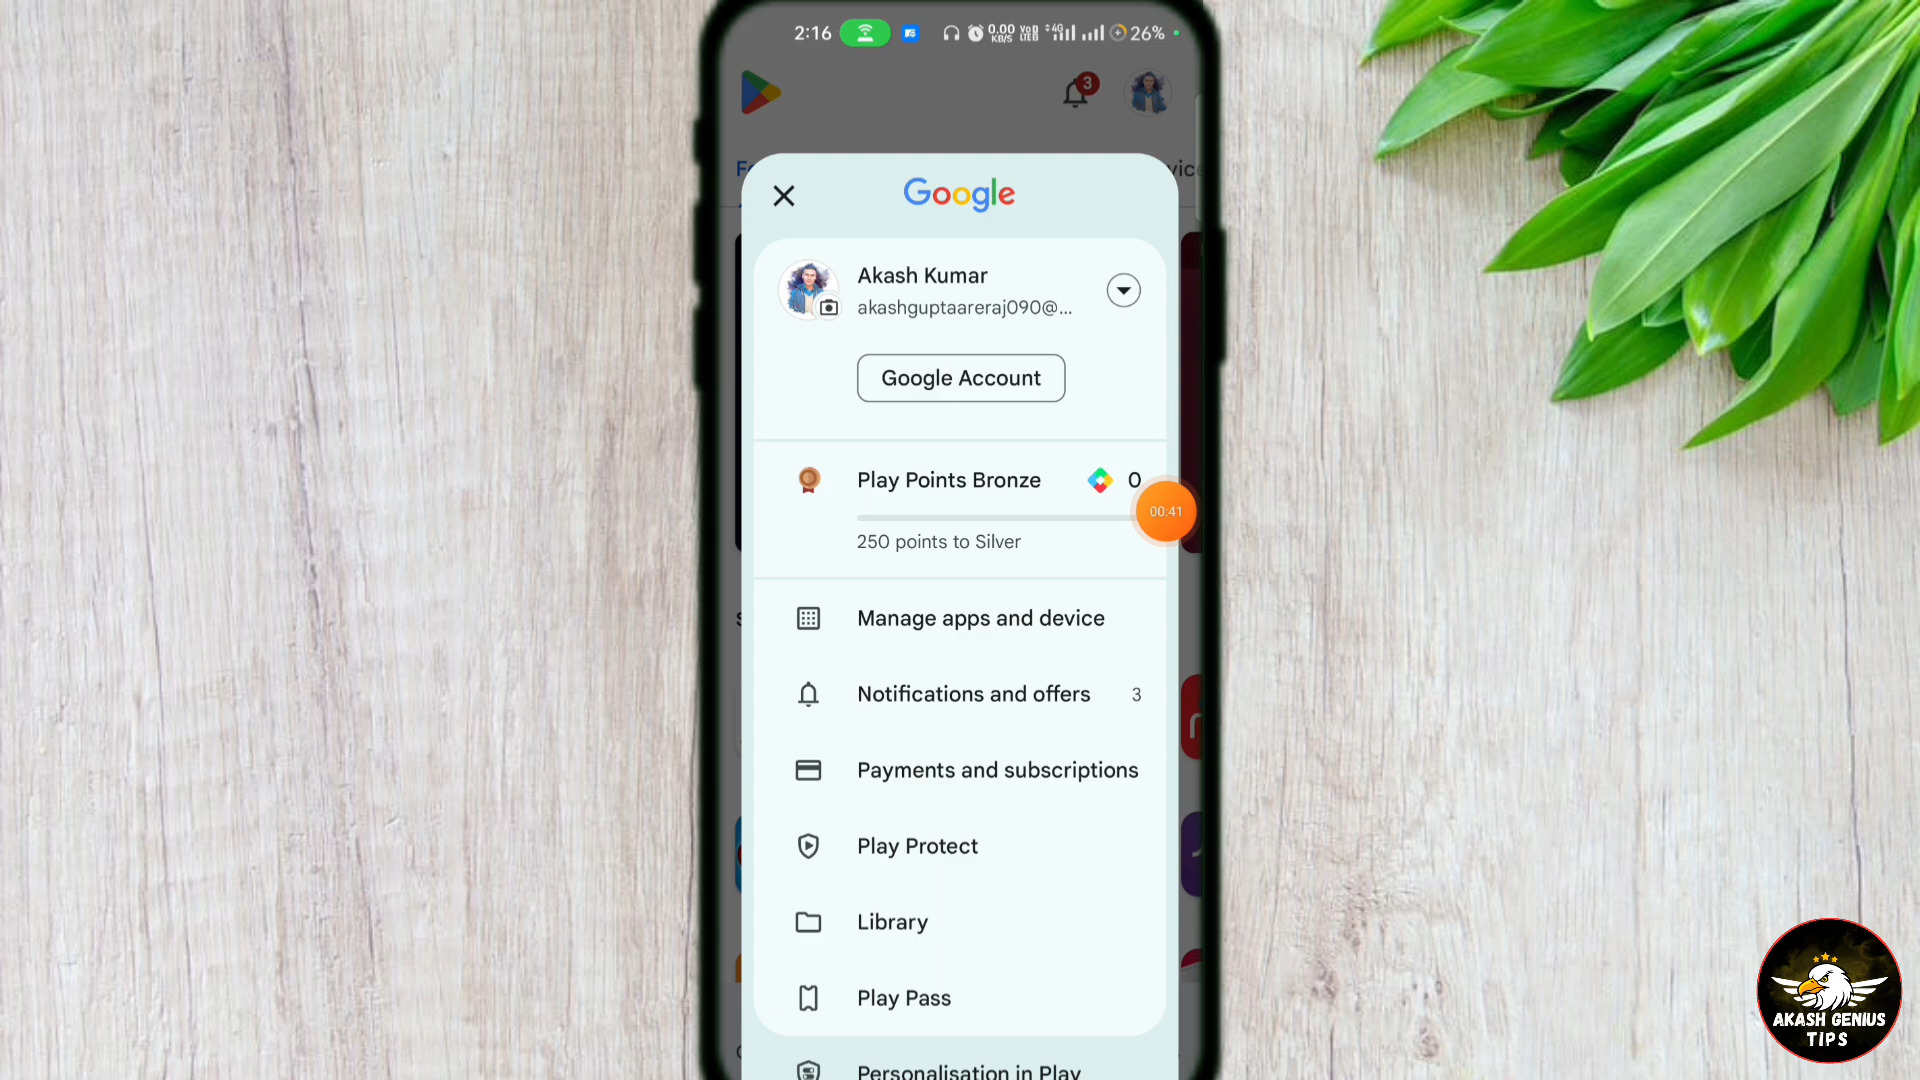 2:16
0.00
KB/S
4G
26%
3
Google
Akash Kumar
akashguptaareraj090@...
Google Account
Play Points Bronze
0
00:41
250 points to Silver
Manage apps and device
Notifications and offers
3
Payments and subscriptions
Play Protect
Library
Play Pass
Personalisation in Play
AKASH GENIUS
TIPS